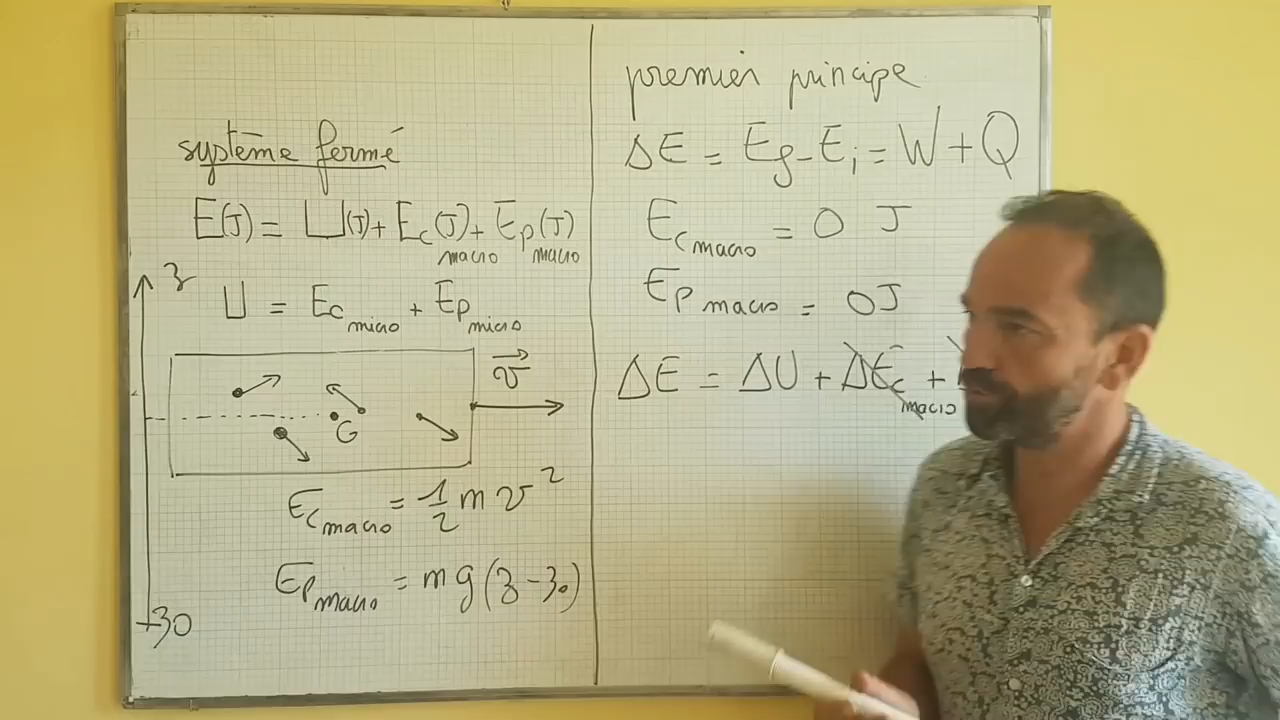 système fermé
E(J) = U(J) + Ec(J) + Ep(J)
macro macro
z
U = Ec micro + Ep micro
v
G
Ec macro = 1/2 m v²
Ep macro = m g (z - z0)
z0
premier principe
ΔE = Ef - Ei = W + Q
Ec macro = 0 J
Ep macro = 0 J
ΔE = ΔU + ΔEc macro +